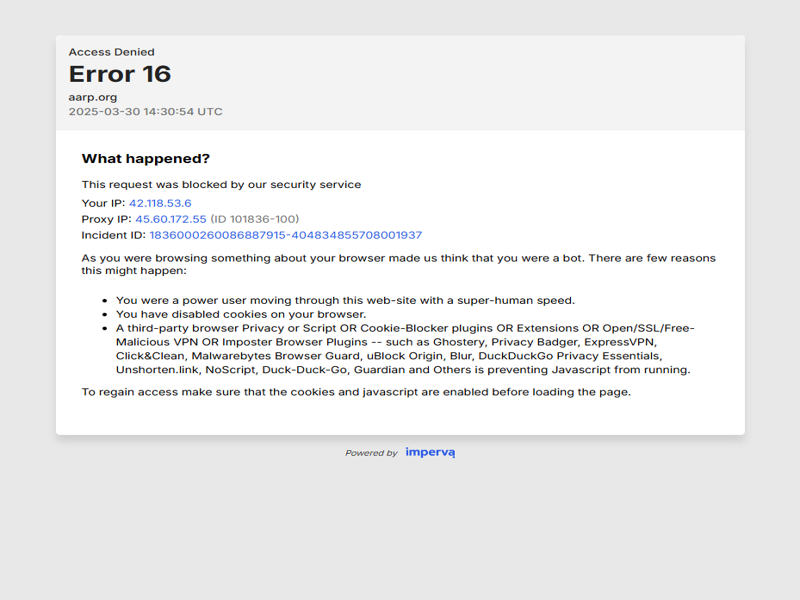 Access Denied
Error 16
aarp.org
2025-03-30 14:30:54 UTC
What happened?
This request was blocked by our security service
Your IP: 42.118.53.6
Proxy IP: 45.60.172.55 (ID 101836-100)
Incident ID: 1836000260086887915-404834855708001937
As you were browsing something about your browser made us think that you were a bot. There are few reasons
this might happen:
• You were a power user moving through this web-site with a super-human speed.
• You have disabled cookies on your browser.
• A third-party browser Privacy or Script OR Cookie-Blocker plugins OR Extensions OR Open/SSL/Free-
Malicious VPN OR Imposter Browser Plugins -- such as Ghostery, Privacy Badger, ExpressVPN,
Click&Clean, Malwarebytes Browser Guard, uBlock Origin, Blur, DuckDuckGo Privacy Essentials,
Unshorten.link, NoScript, Duck-Duck-Go, Guardian and Others is preventing Javascript from running.
To regain access make sure that the cookies and javascript are enabled before loading the page.
Powered by imperva